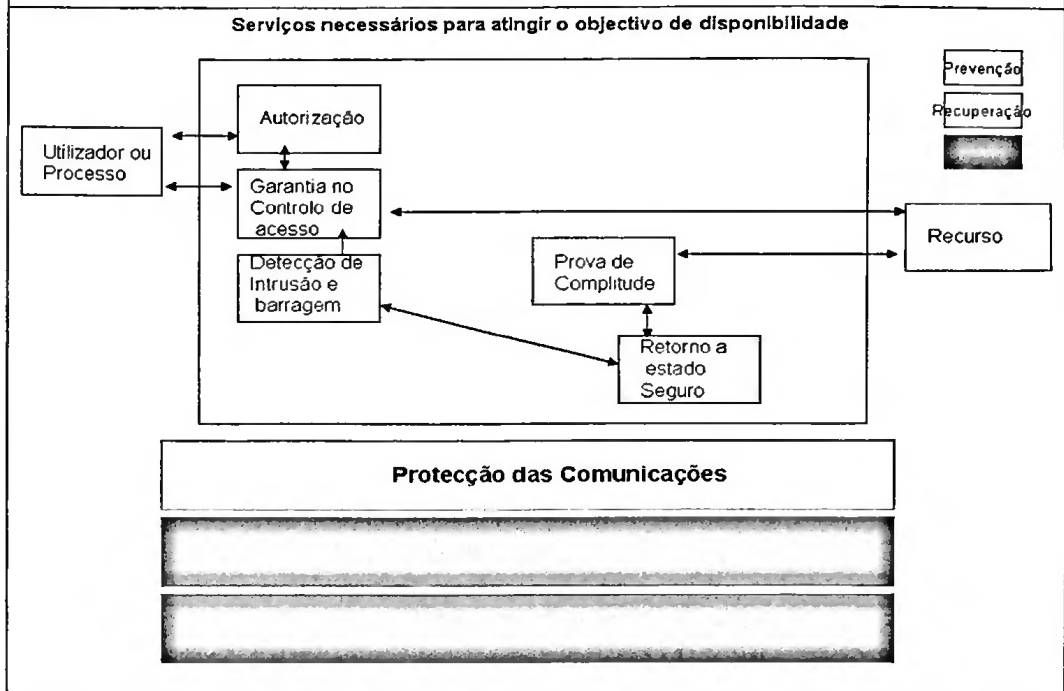 Serviços necessários para atingir o objectivo de disponibilidade
Prevenção
Recuperação
Autorização
Utilizador ou
Processo
Garantia no
Controlo de
acesso
Recurso
Detecção de
Intrusão e
barragem
Prova de
Complitude
Retorno a
estado
Seguro
Protecção das Comunicações